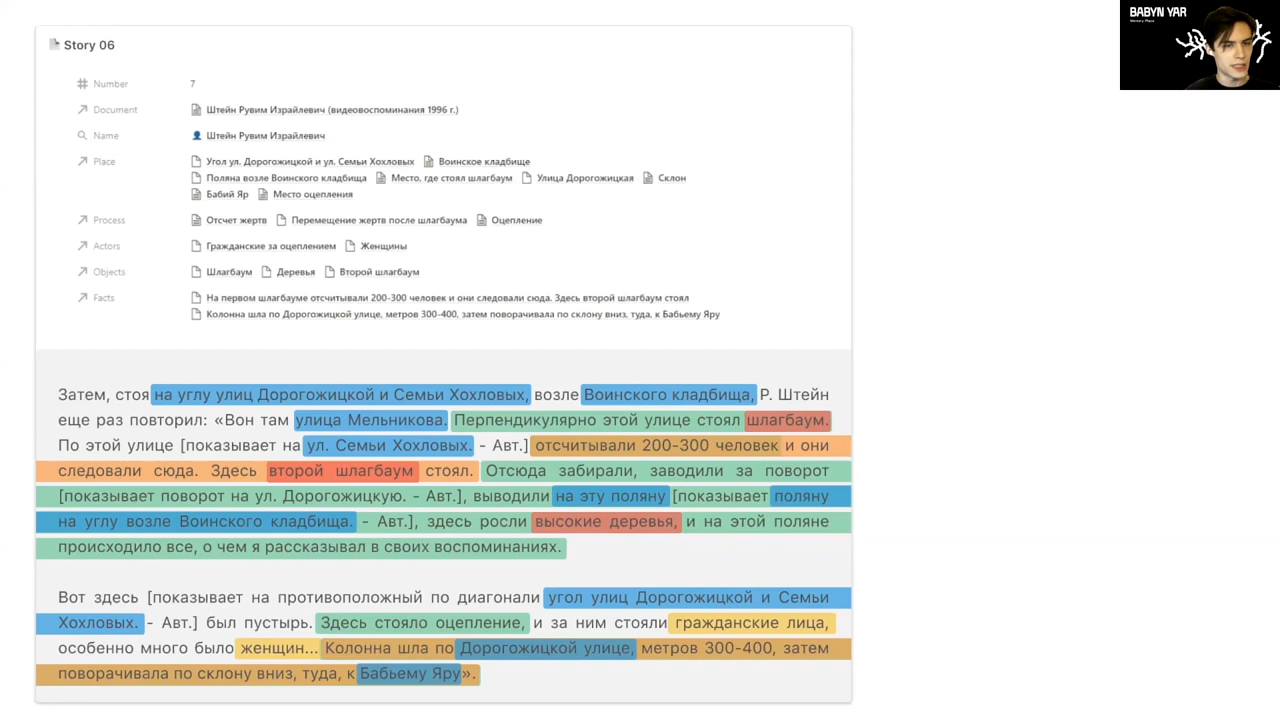 BABYN YAR
Story 06
Number 7
Document Штейн Рувим Израйлевич (видеовоспоминания 1996 г.)
Name Штейн Рувим Израйлевич
Place Угол ул. Дорогожицкой и ул. Семьи Хохловых Воинское кладбище
Поляна возле Воинского кладбища Место, где стоял шлагбаум Улица Дорогожицкая Склон
Бабий Яр Место оцепления
Process Отсчет жертв Перемещение жертв после шлагбаума Оцепление
Actors Гражданские за оцеплением Женщины
Objects Шлагбаум Деревья Второй шлагбаум
Facts На первом шлагбауме отсчитывали 200-300 человек и они следовали сюда. Здесь второй шлагбаум стоял
Колонна шла по Дорогожицкой улице, метров 300-400, затем поворачивала по склону вниз, туда, к Бабьему Яру
Затем, стоя на углу улиц Дорогожицкой и Семьи Хохловых, возле Воинского кладбища, Р. Штейн
еще раз повторил: «Вон там улица Мельникова. Перпендикулярно этой улице стоял шлагбаум.
По этой улице [показывает на ул. Семьи Хохловых. - Авт.] отсчитывали 200-300 человек и они
следовали сюда. Здесь второй шлагбаум стоял. Отсюда забирали, заводили за поворот
[показывает поворот на ул. Дорогожицкую. - Авт.], выводили на эту поляну [показывает поляну
на углу возле Воинского кладбища. - Авт.], здесь росли высокие деревья, и на этой поляне
происходило все, о чем я рассказывал в своих воспоминаниях.
Вот здесь [показывает на противоположный по диагонали угол улиц Дорогожицкой и Семьи
Хохловых. - Авт.] был пустырь. Здесь стояло оцепление, и за ним стояли гражданские лица,
особенно много было женщин... Колонна шла по Дорогожицкой улице, метров 300-400, затем
поворачивала по склону вниз, туда, к Бабьему Яру».